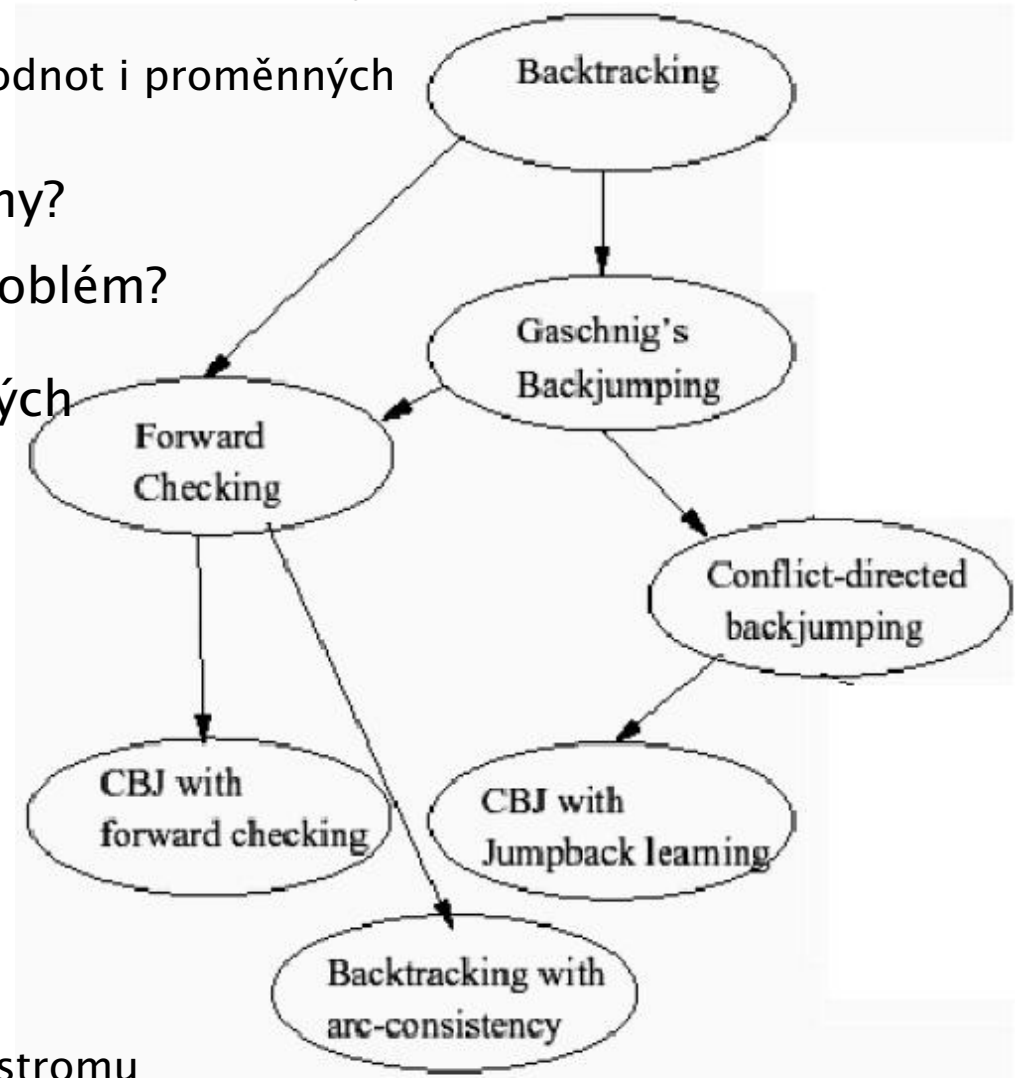 odnot i proměnných
ny?
oblém?
ých
stromu
Backtracking
Gaschnig's
Backjumping
Forward
Checking
Conflict-directed
backjumping
CBJ with
forward checking
CBJ with
Jumpback learning
Backtracking with
arc-consistency